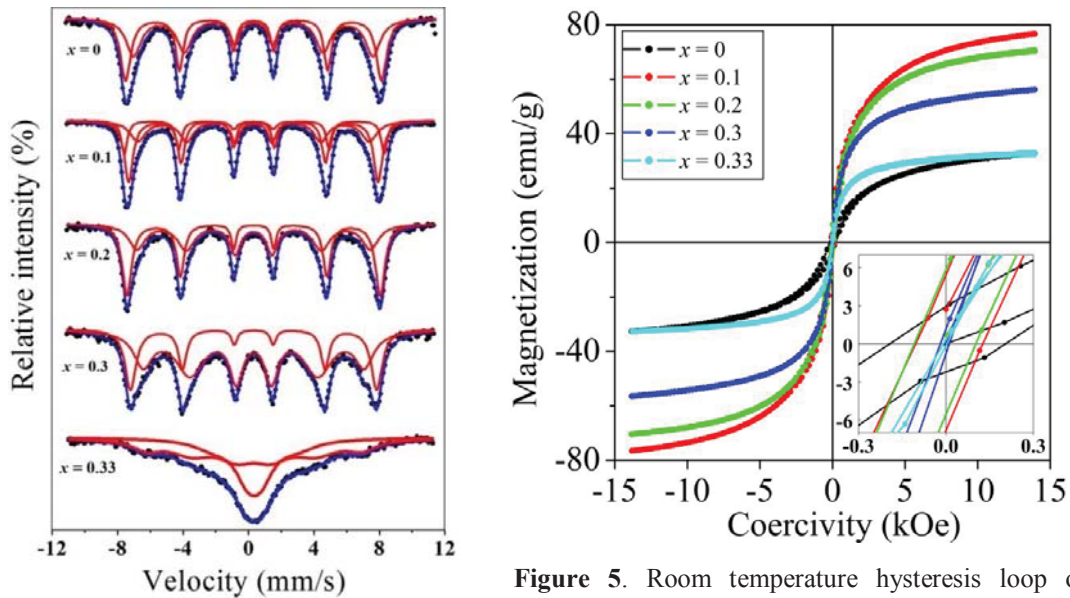 Relative intensity (%)
x = 0
x = 0.1
x = 0.2
x = 0.3
x = 0.33
-12 -8 -4 0 4 8 12
Velocity (mm/s)
Magnetization (emu/g)
80
40
0
-40
-80
x = 0
x = 0.1
x = 0.2
x = 0.3
x = 0.33
6
3
0
-3
-6
-0.3 0.0 0.3
-15 -10 -5 0 5 10 15
Coercivity (kOe)
Figure 5. Room temperature hysteresis loop